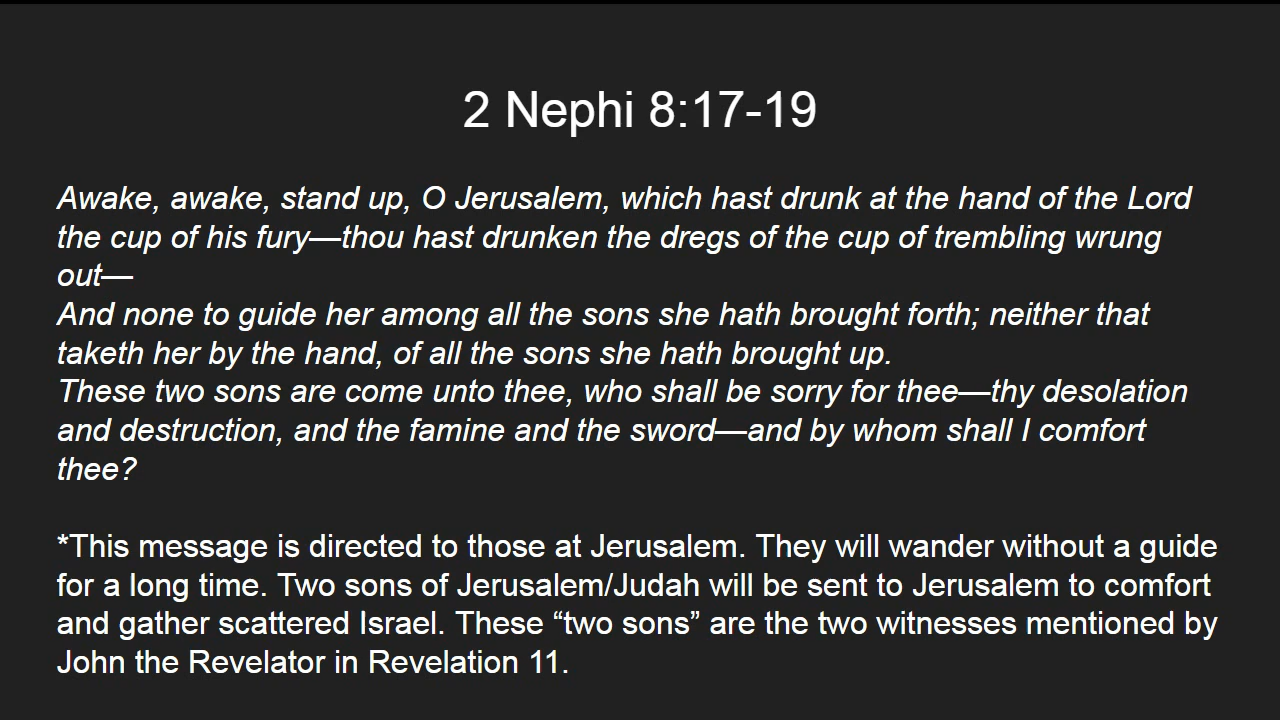 2 Nephi 8:17-19
Awake, awake, stand up, O Jerusalem, which hast drunk at the hand of the Lord
the cup of his fury—thou hast drunken the dregs of the cup of trembling wrung
out—
And none to guide her among all the sons she hath brought forth; neither that
taketh her by the hand, of all the sons she hath brought up.
These two sons are come unto thee, who shall be sorry for thee—thy desolation
and destruction, and the famine and the sword—and by whom shall I comfort
thee?
*This message is directed to those at Jerusalem. They will wander without a guide
for a long time. Two sons of Jerusalem/Judah will be sent to Jerusalem to comfort
and gather scattered Israel. These “two sons” are the two witnesses mentioned by
John the Revelator in Revelation 11.